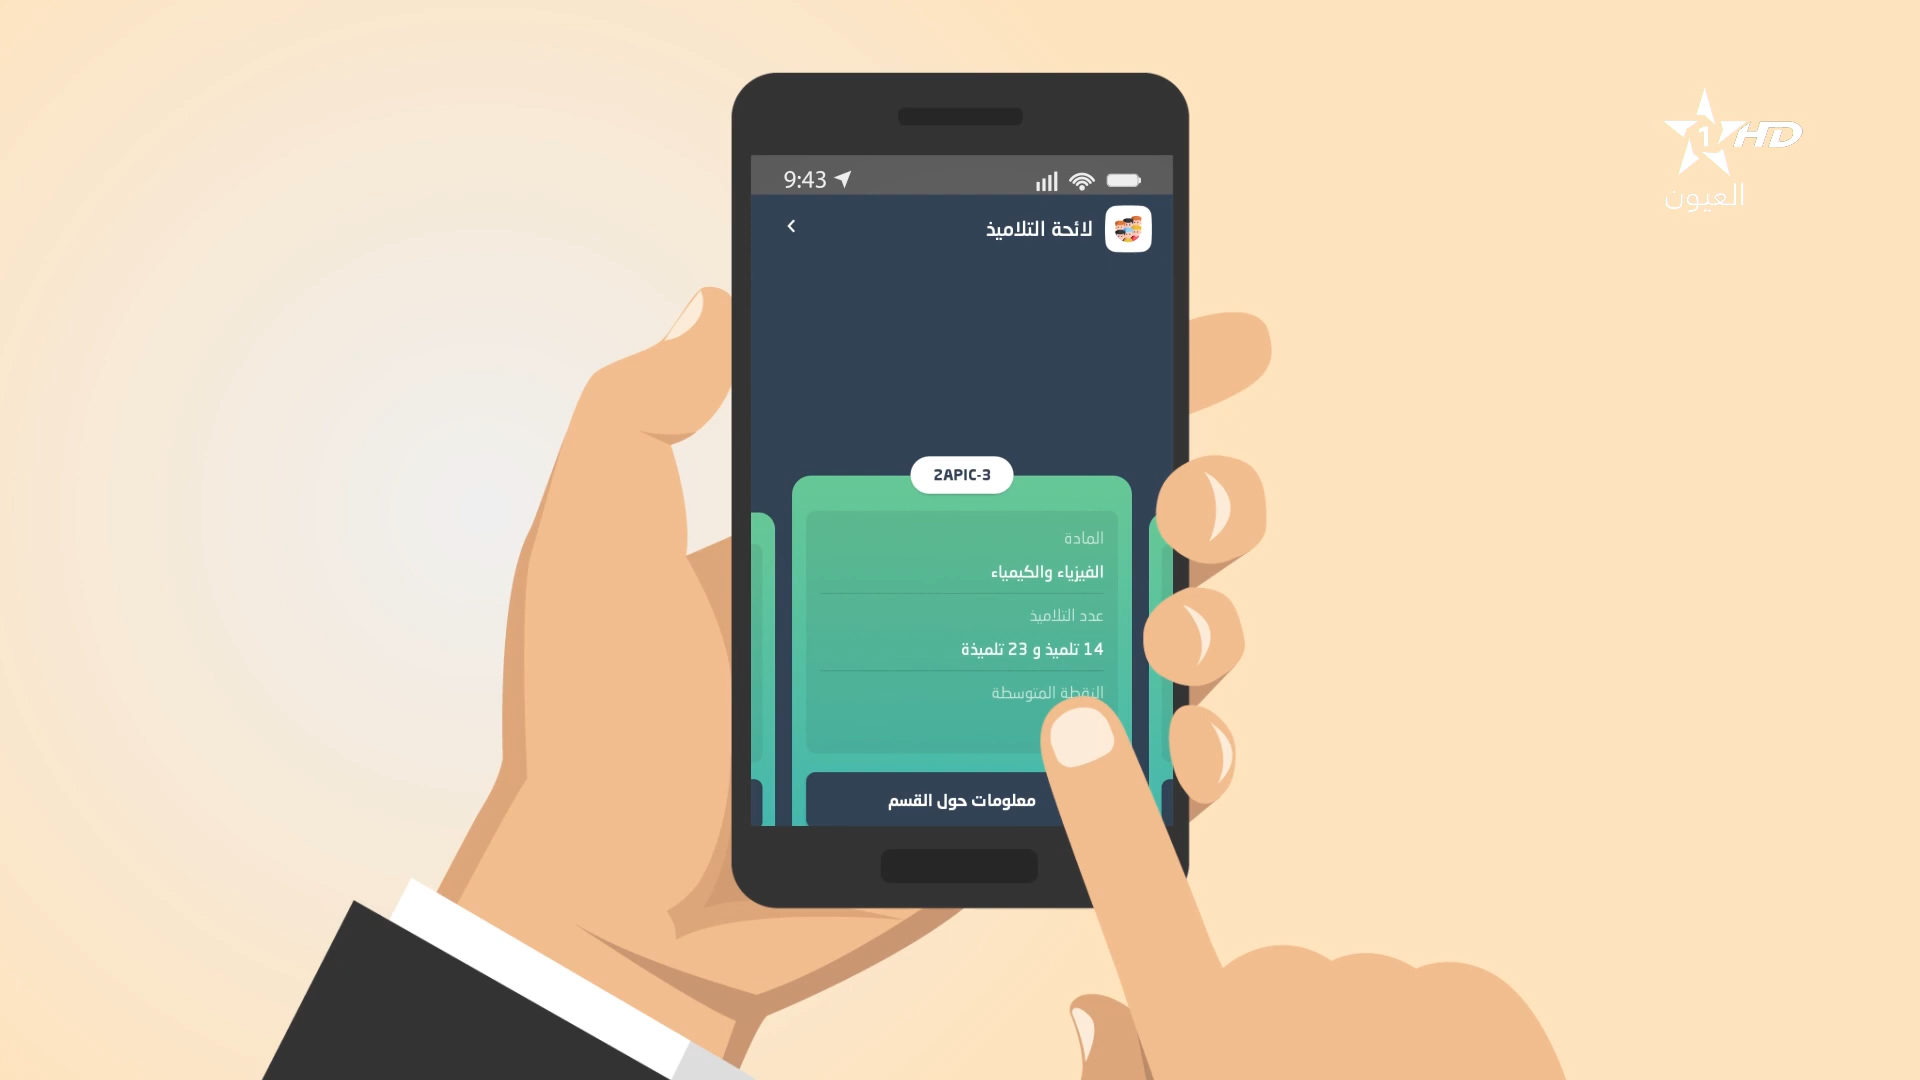 1 HD
العيون
9:43
لائحة التلاميذ
2APIC-3
المادة
الفيزياء والكيمياء
عدد التلاميذ
14 تلميذ و 23 تلميذة
النقطة المتوسطة
معلومات حول القسم